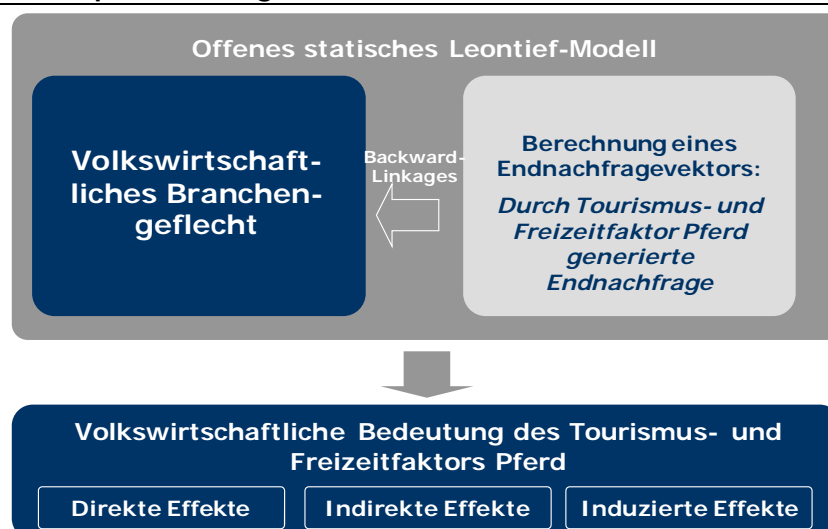 Offenes statisches Leontief-Modell
Volkswirtschaft-
liches Branchen-
geflecht
Backward-
Linkages
Berechnung eines
Endnachfragevektors:
Durch Tourismus- und
Freizeitfaktor Pferd
generierte
Endnachfrage
Volkswirtschaftliche Bedeutung des Tourismus- und
Freizeitfaktors Pferd
Direkte Effekte
Indirekte Effekte
Induzierte Effekte